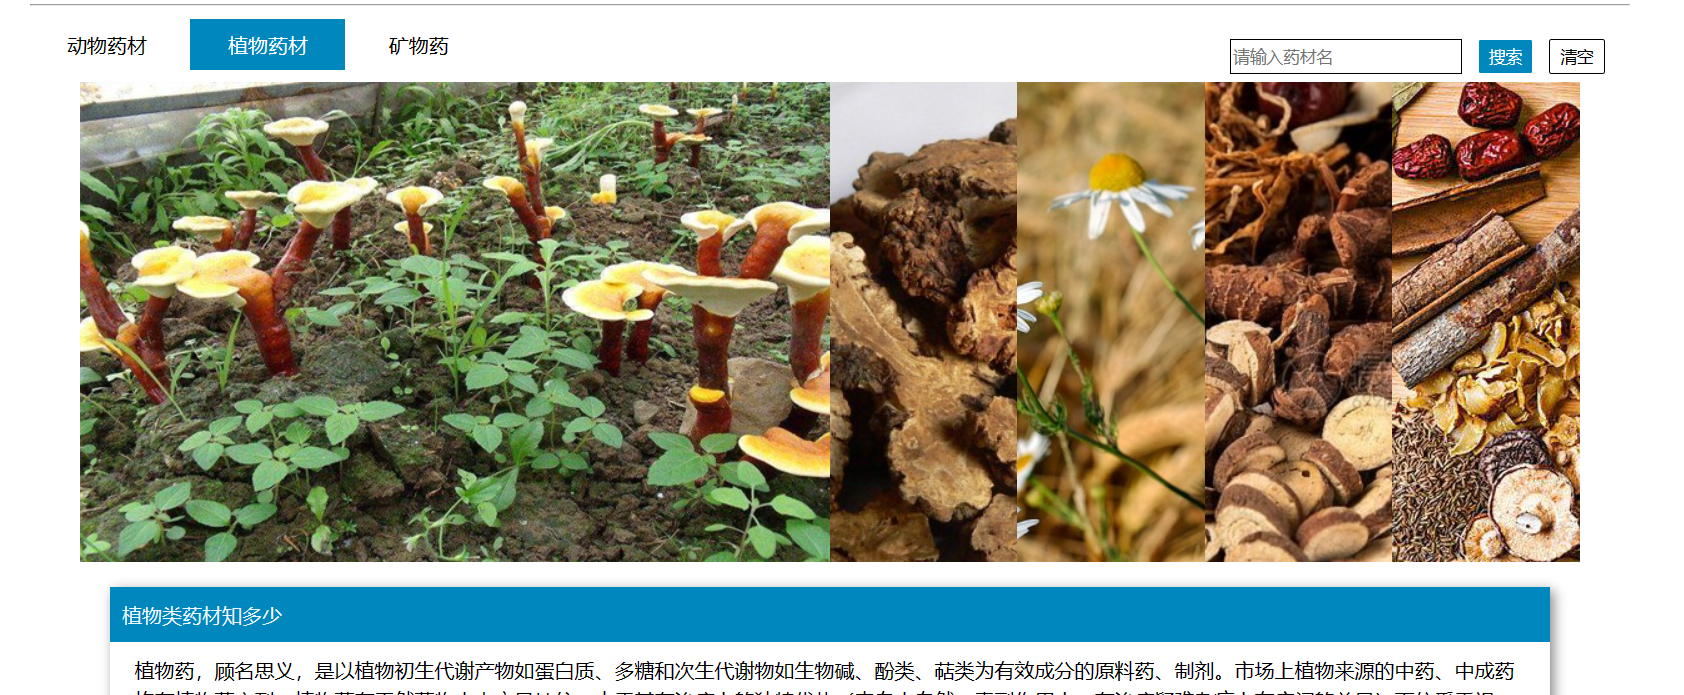 动物药材
植物药材
矿物药
请输入药材名
搜索
清空
植物类药材知多少
植物药，顾名思义，是以植物初生代谢产物如蛋白质、多糖和次生代谢物如生物碱、酚类、萜类为有效成分的原料药、制剂。市场上植物来源的中药、中成药